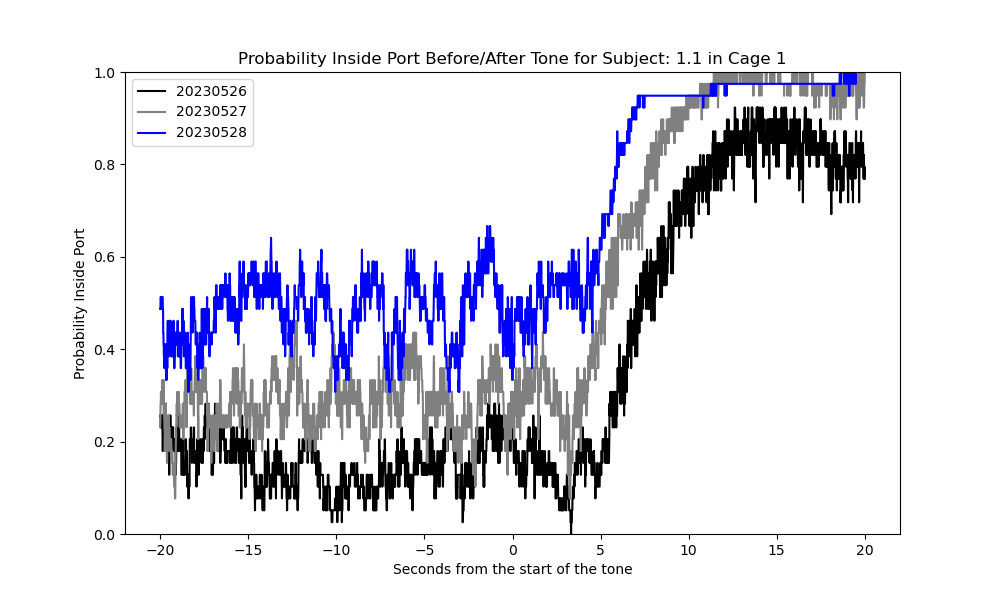 Probability Inside Port Before/After Tone for Subject: 1.1 in Cage 1
1.0
0.8
0.6
0.4
0.2
0.0
Probability Inside Port
20230526
20230527
20230528
−20 −15 −10 −5 0 5 10 15 20
Seconds from the start of the tone